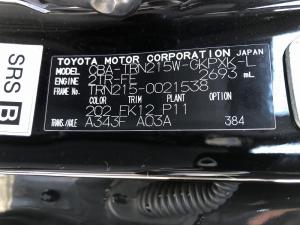 TOYOTA MOTOR CORPORATION JAPAN
MODEL CBA-TRN215W-GKPXK-L
2TR-FE 2693 mL
FRAME No. TRN215-0021538
COLOR TRIM PLANT OPTION
202 FK12 P11
TRANS./AXLE A343F A03A 384
SRS
B